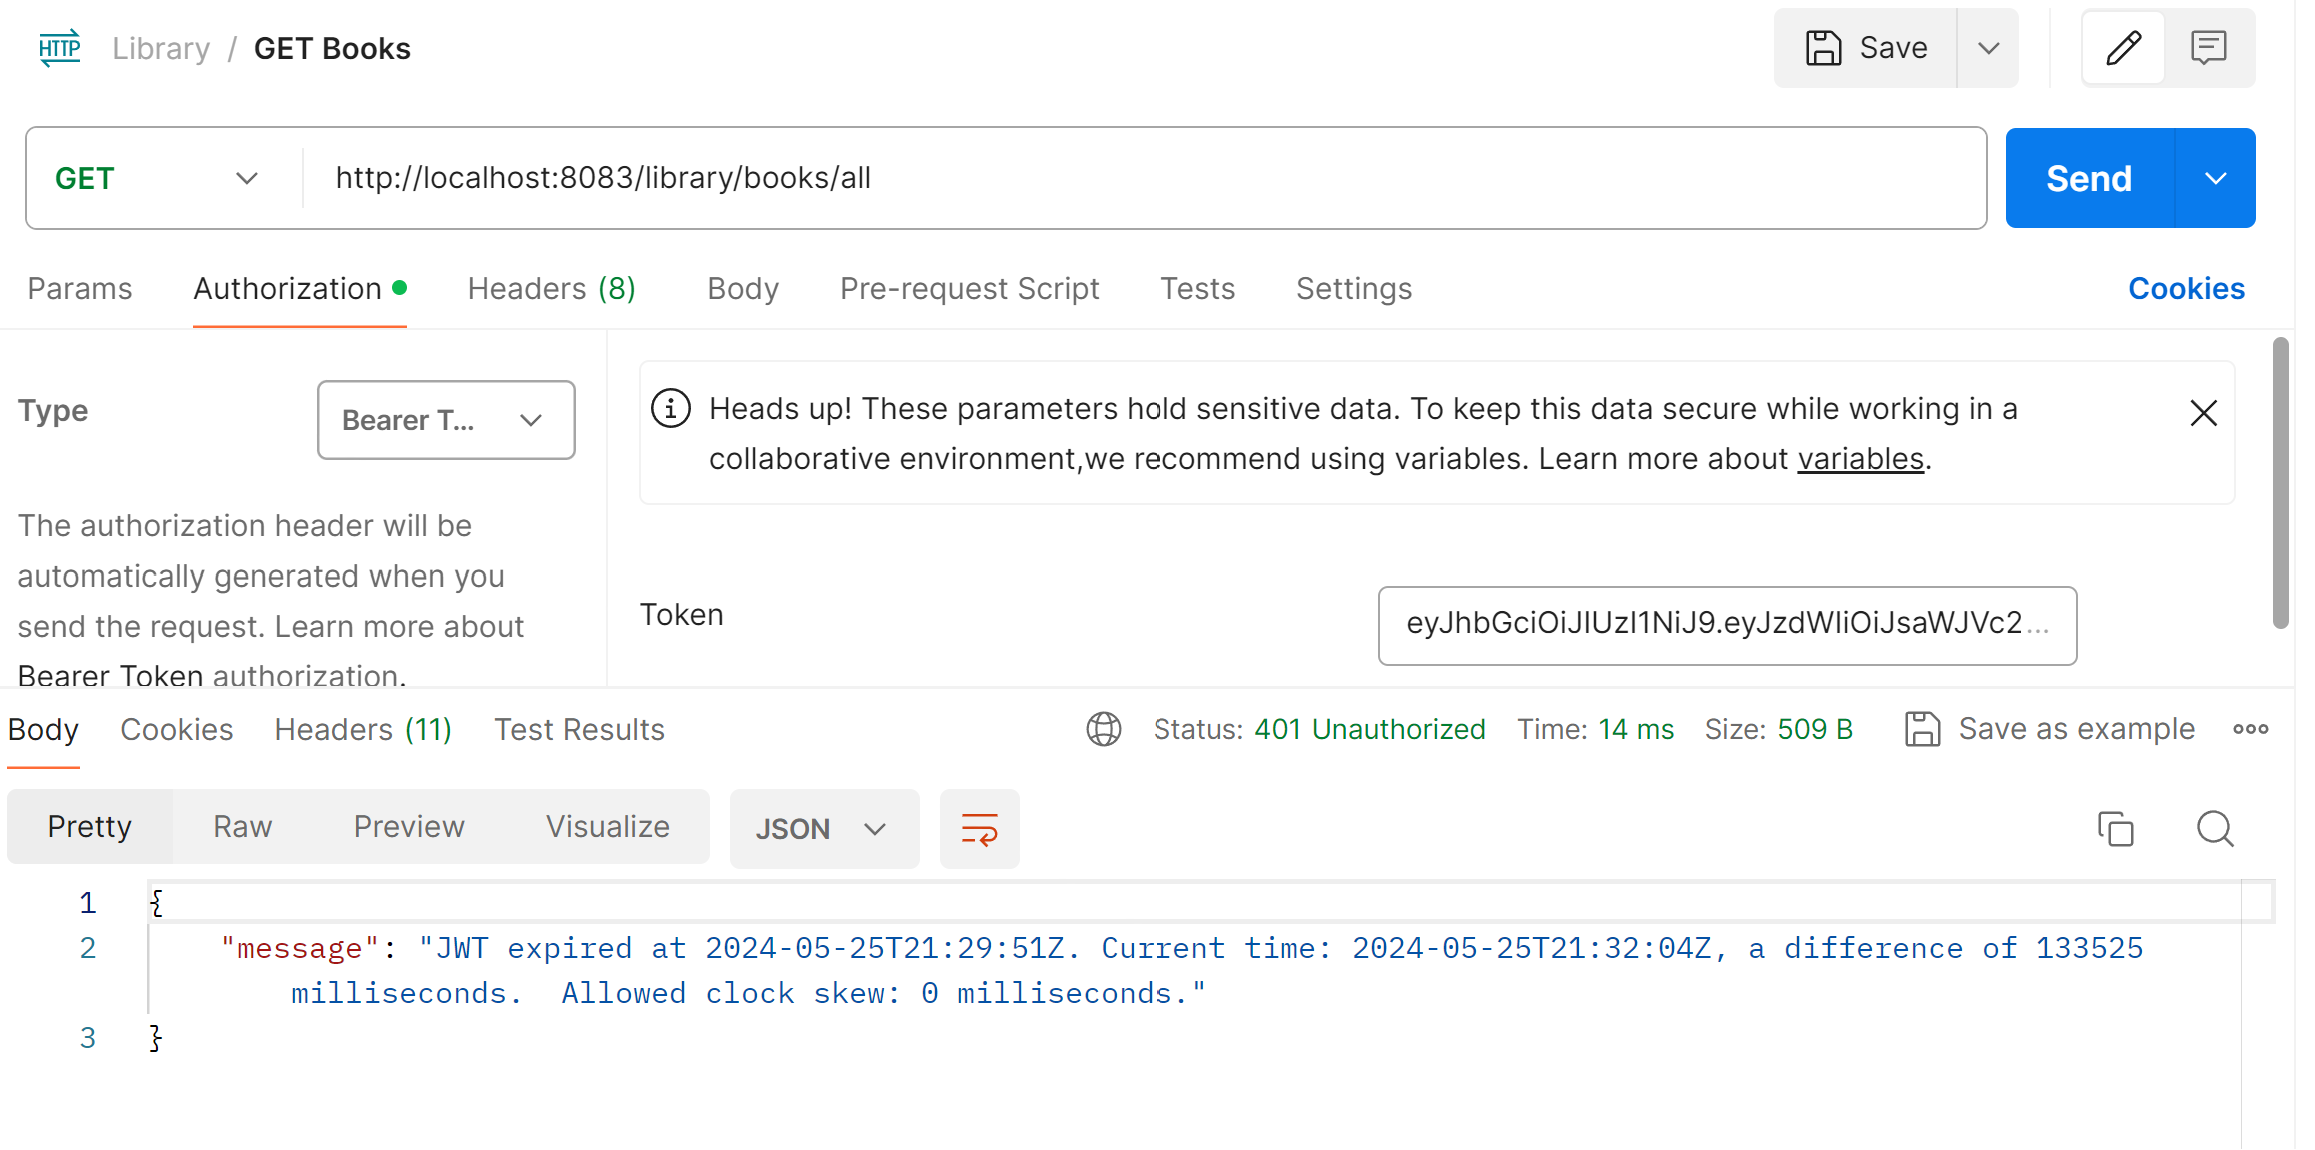 HTTP Library / GET Books Save
GET http://localhost:8083/library/books/all Send
Params Authorization Headers (8) Body Pre-request Script Tests Settings Cookies
Type Bearer T...
Heads up! These parameters hold sensitive data. To keep this data secure while working in a
collaborative environment,we recommend using variables. Learn more about variables.
The authorization header will be
automatically generated when you
send the request. Learn more about
Bearer Token authorization.
Token eyJhbGciOiJIUzI1NiJ9.eyJzdWIiOiJsaWJVc2...
Body Cookies Headers (11) Test Results Status: 401 Unauthorized Time: 14 ms Size: 509 B Save as example
Pretty Raw Preview Visualize JSON
1 {
2 "message": "JWT expired at 2024-05-25T21:29:51Z. Current time: 2024-05-25T21:32:04Z, a difference of 133525
milliseconds.  Allowed clock skew: 0 milliseconds."
3 }